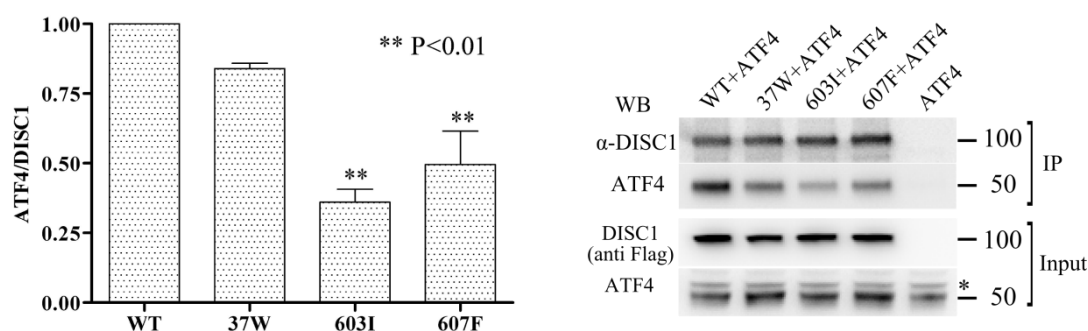 ATF4/DISC1
1.00
0.75
0.50
0.25
0.00
** P<0.01
**
**
WT
37W
603I
607F
WB
WT+ATF4
37W+ATF4
603I+ATF4
607F+ATF4
ATF4
α-DISC1
100
ATF4
50
IP
DISC1
(anti Flag)
100
ATF4
*
50
Input